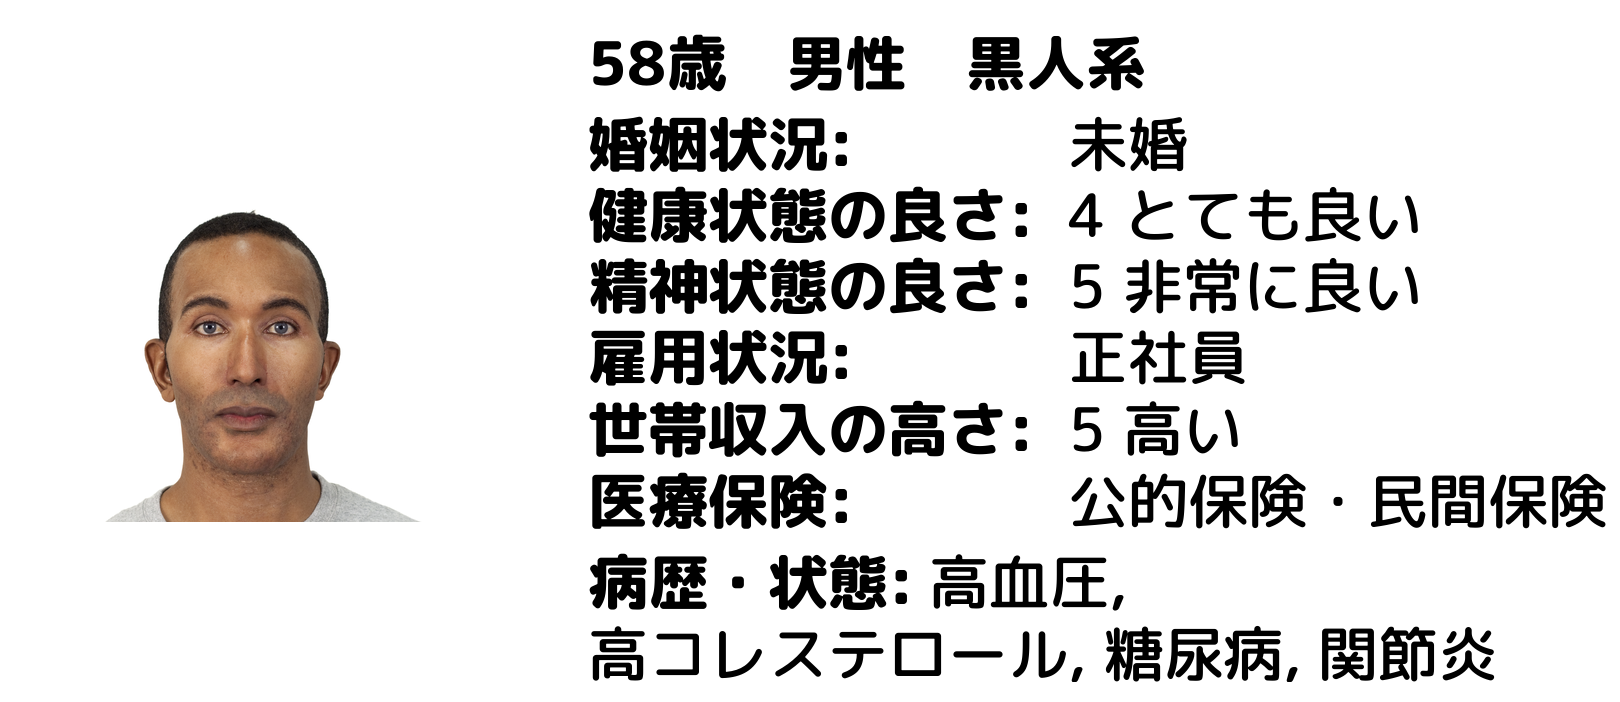 58歳　男性　黒人系
婚姻状況: 未婚
健康状態の良さ: 4 とても良い
精神状態の良さ: 5 非常に良い
雇用状況: 正社員
世帯収入の高さ: 5 高い
医療保険: 公的保険・民間保険
病歴・状態: 高血圧,
高コレステロール, 糖尿病, 関節炎